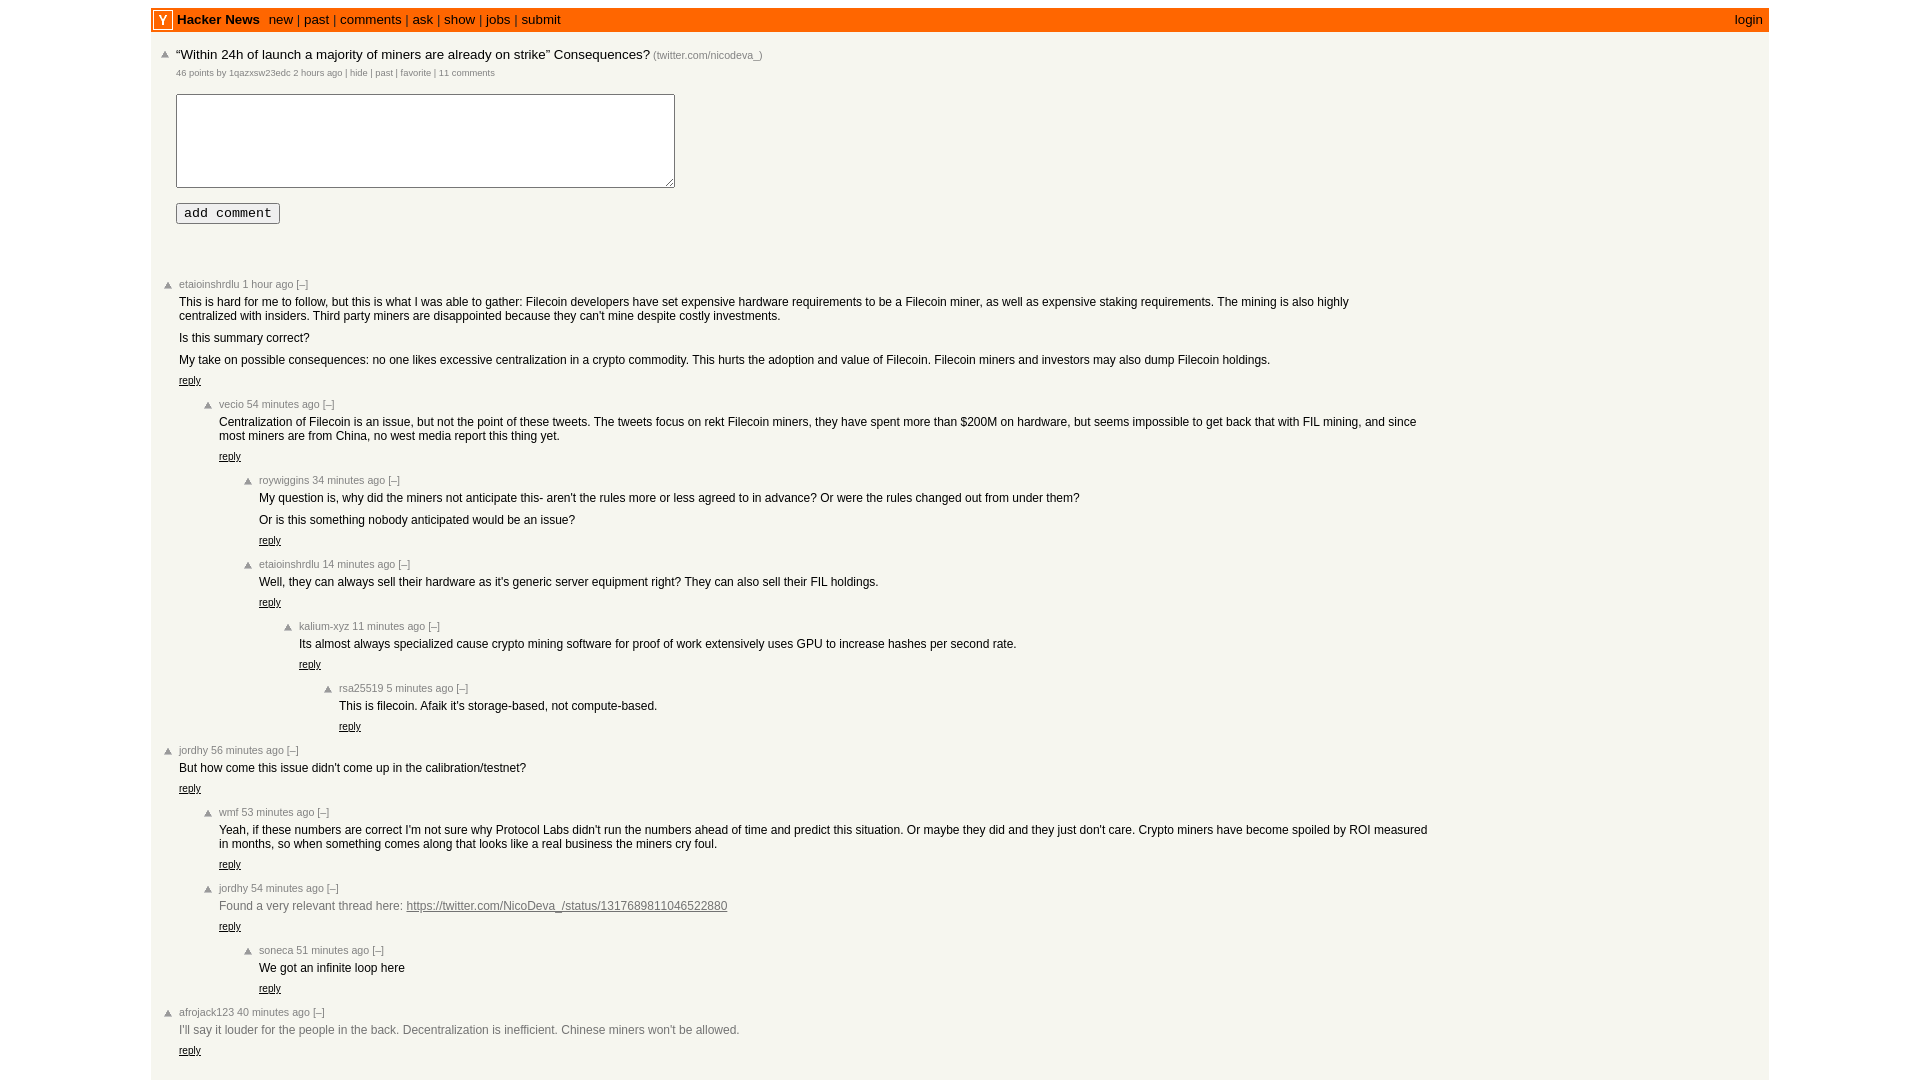 Y Hacker News new | past | comments | ask | show | jobs | submit login
“Within 24h of launch a majority of miners are already on strike” Consequences? (twitter.com/nicodeva_)
46 points by 1qazxsw23edc 2 hours ago | hide | past | favorite | 11 comments
add comment
etaioinshrdlu 1 hour ago [–]
This is hard for me to follow, but this is what I was able to gather: Filecoin developers have set expensive hardware requirements to be a Filecoin miner, as well as expensive staking requirements. The mining is also highly
centralized with insiders. Third party miners are disappointed because they can't mine despite costly investments.
Is this summary correct?
My take on possible consequences: no one likes excessive centralization in a crypto commodity. This hurts the adoption and value of Filecoin. Filecoin miners and investors may also dump Filecoin holdings.
reply
vecio 54 minutes ago [–]
Centralization of Filecoin is an issue, but not the point of these tweets. The tweets focus on rekt Filecoin miners, they have spent more than $200M on hardware, but seems impossible to get back that with FIL mining, and since
most miners are from China, no west media report this thing yet.
reply
roywiggins 34 minutes ago [–]
My question is, why did the miners not anticipate this- aren't the rules more or less agreed to in advance? Or were the rules changed out from under them?
Or is this something nobody anticipated would be an issue?
reply
etaioinshrdlu 14 minutes ago [–]
Well, they can always sell their hardware as it's generic server equipment right? They can also sell their FIL holdings.
reply
kalium-xyz 11 minutes ago [–]
Its almost always specialized cause crypto mining software for proof of work extensively uses GPU to increase hashes per second rate.
reply
rsa25519 5 minutes ago [–]
This is filecoin. Afaik it's storage-based, not compute-based.
reply
jordhy 56 minutes ago [–]
But how come this issue didn't come up in the calibration/testnet?
reply
wmf 53 minutes ago [–]
Yeah, if these numbers are correct I'm not sure why Protocol Labs didn't run the numbers ahead of time and predict this situation. Or maybe they did and they just don't care. Crypto miners have become spoiled by ROI measured
in months, so when something comes along that looks like a real business the miners cry foul.
reply
jordhy 54 minutes ago [–]
Found a very relevant thread here: https://twitter.com/NicoDeva_/status/1317689811046522880
reply
soneca 51 minutes ago [–]
We got an infinite loop here
reply
afrojack123 40 minutes ago [–]
I'll say it louder for the people in the back. Decentralization is inefficient. Chinese miners won't be allowed.
reply